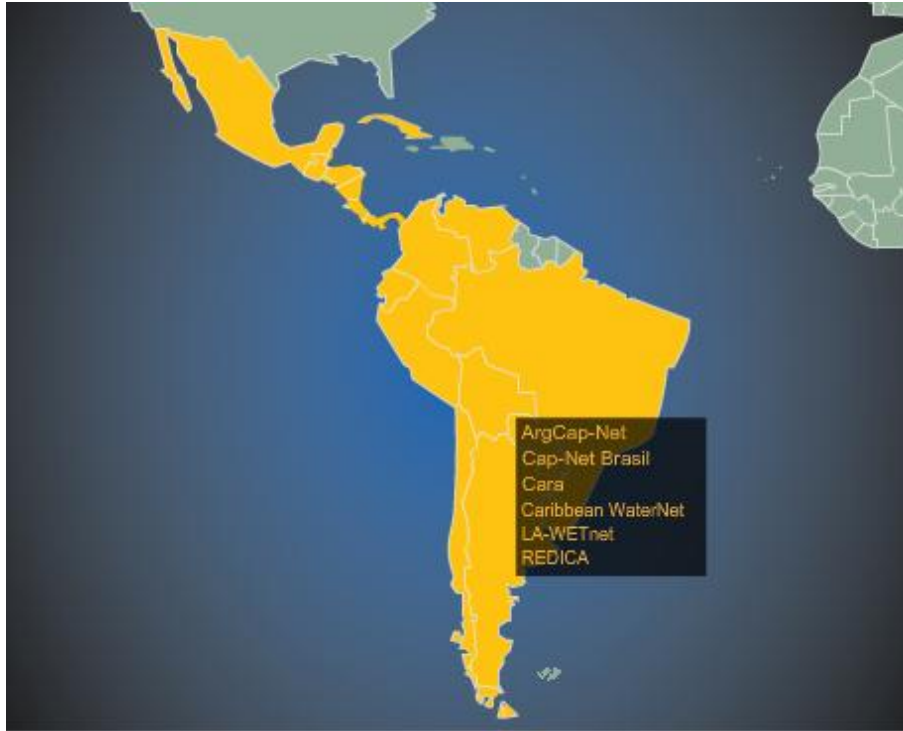 ArgCap-Net
Cap-Net Brasil
Cara
Caribbean WaterNet
LA-WETnet
REDICA